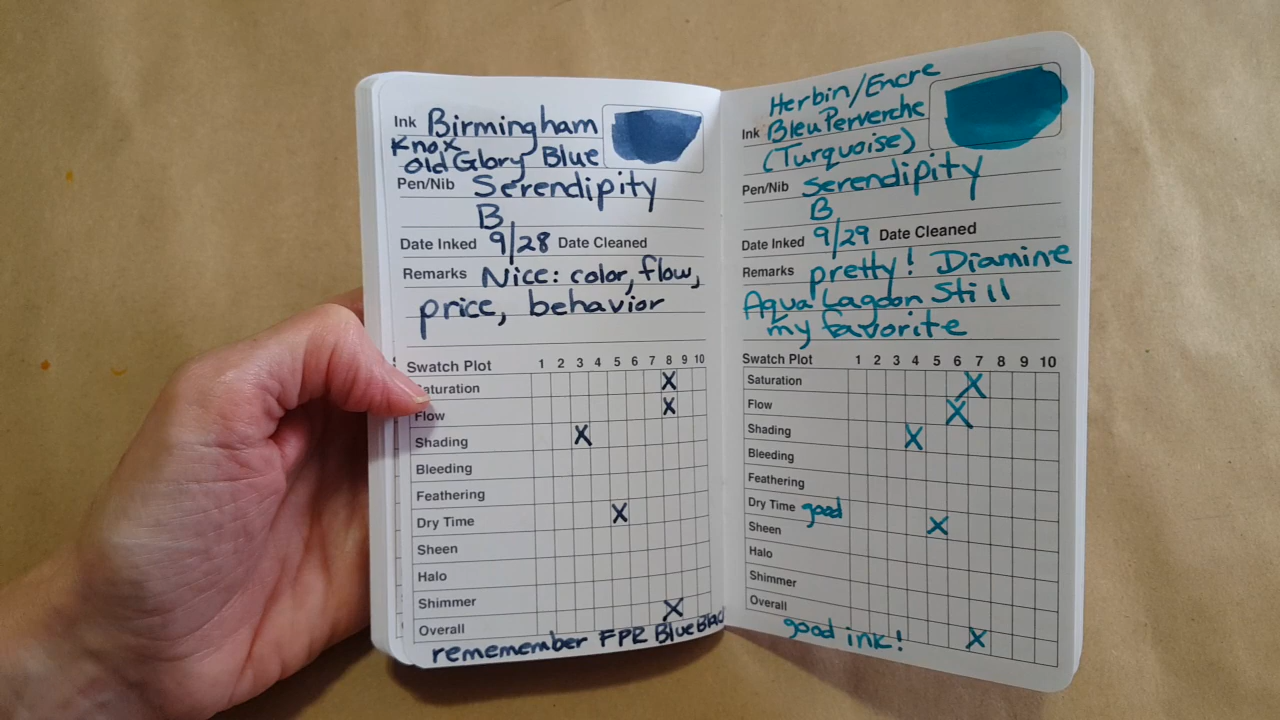 Ink Birmingham
Knox
Old Glory Blue
Pen/Nib Serendipity
B
Date Inked 9/28 Date Cleaned
Remarks Nice: color, flow,
price, behavior
Swatch Plot 1 2 3 4 5 6 7 8 9 10
Saturation X
Flow X
Shading X
Bleeding
Feathering
Dry Time X
Sheen
Halo
Shimmer
Overall X
rememember FPR BlueBlac
Herbin/Encre
Ink Bleu Perverche
(Turquoise)
Pen/Nib Serendipity
B
Date Inked 9/29 Date Cleaned
Remarks pretty! Diamine
Aqua Lagoon Still
my favorite
Swatch Plot 1 2 3 4 5 6 7 8 9 10
Saturation X
Flow X
Shading X
Bleeding
Feathering
Dry Time good X
Sheen
Halo
Shimmer
Overall X
good ink!